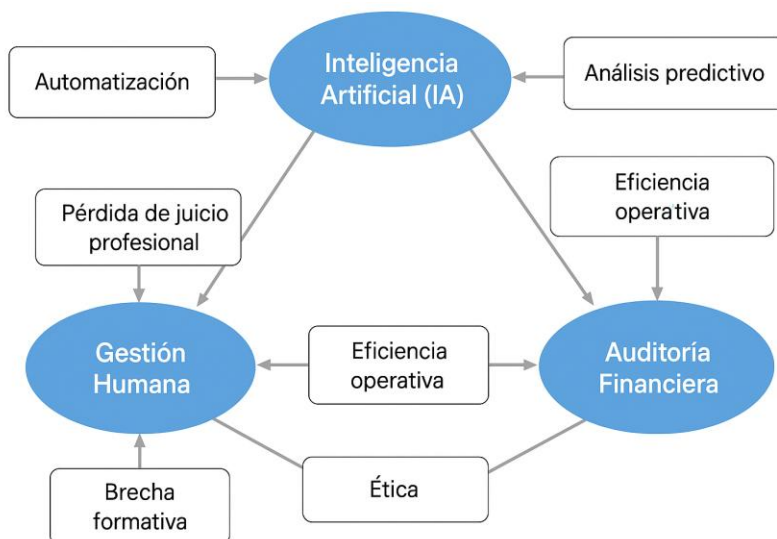 Inteligencia
Artificial (IA)
Automatización
Análisis predictivo
Eficiencia
operativa
Pérdida de juicio
profesional
Gestión
Humana
Eficiencia
operativa
Auditoría
Financiera
Ética
Brecha
formativa